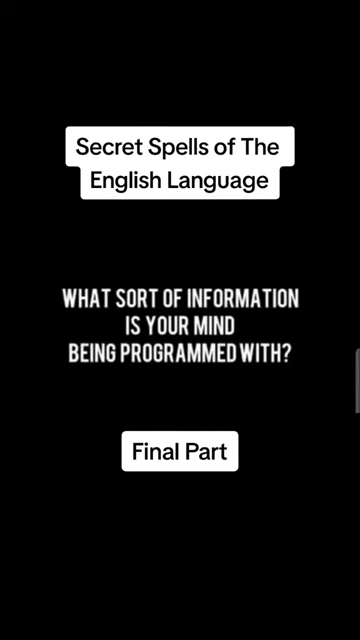 Secret Spells of The
English Language
WHAT SORT OF INFORMATION
IS YOUR MIND
BEING PROGRAMMED WITH?
Final Part